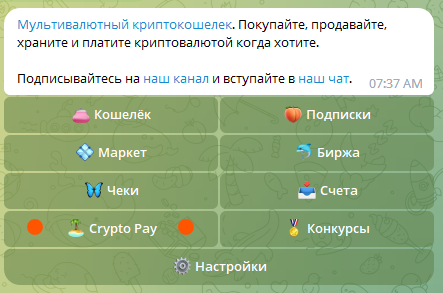 Мультивалютный криптокошелек. Покупайте, продавайте,
храните и платите криптовалютой когда хотите.
Подписывайтесь на наш канал и вступайте в наш чат.
07:37 AM
Кошелёк
Подписки
Маркет
Биржа
Чеки
Счета
Crypto Pay
Конкурсы
Настройки